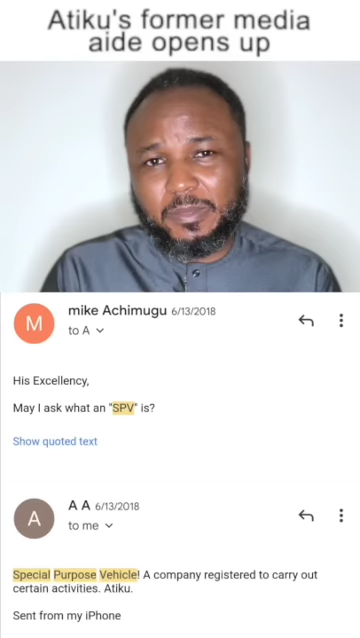 Atiku's former media
aide opens up
M
mike Achimugu 6/13/2018
to A
His Excellency,
May I ask what an "SPV" is?
Show quoted text
A
A A 6/13/2018
to me
Special Purpose Vehicle! A company registered to carry out
certain activities. Atiku.
Sent from my iPhone